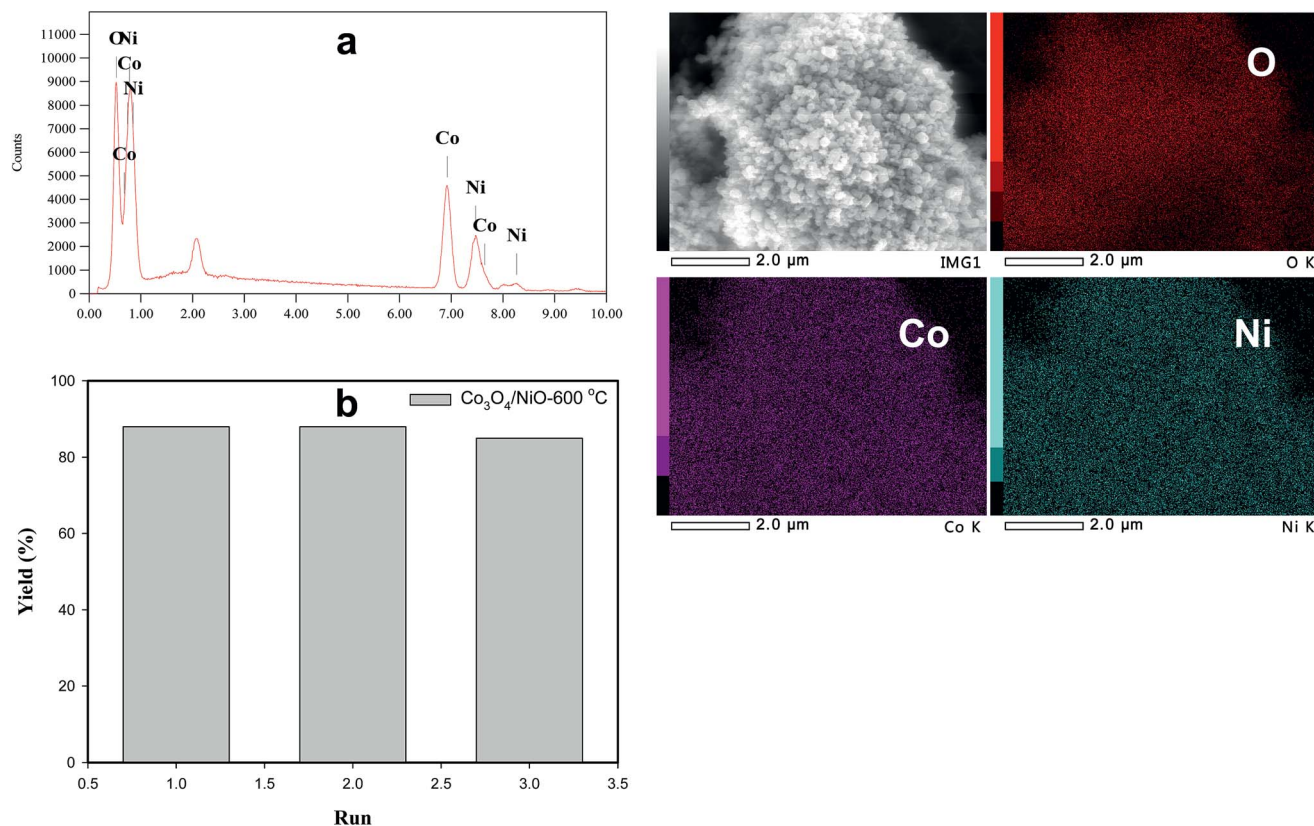 a
11000
10000
9000
8000
7000
6000
5000
4000
3000
2000
1000
0
Counts
O Ni
Co
Ni
Co
Co
Ni
Co
Ni
0.00 1.00 2.00 3.00 4.00 5.00 6.00 7.00 8.00 9.00 10.00
O
2.0 µm IMG1
2.0 µm O K
Co
2.0 µm Co K
Ni
2.0 µm Ni K
b
Co3O4/NiO-600 °C
100
80
60
40
20
0
Yield (%)
0.5 1.0 1.5 2.0 2.5 3.0 3.5
Run